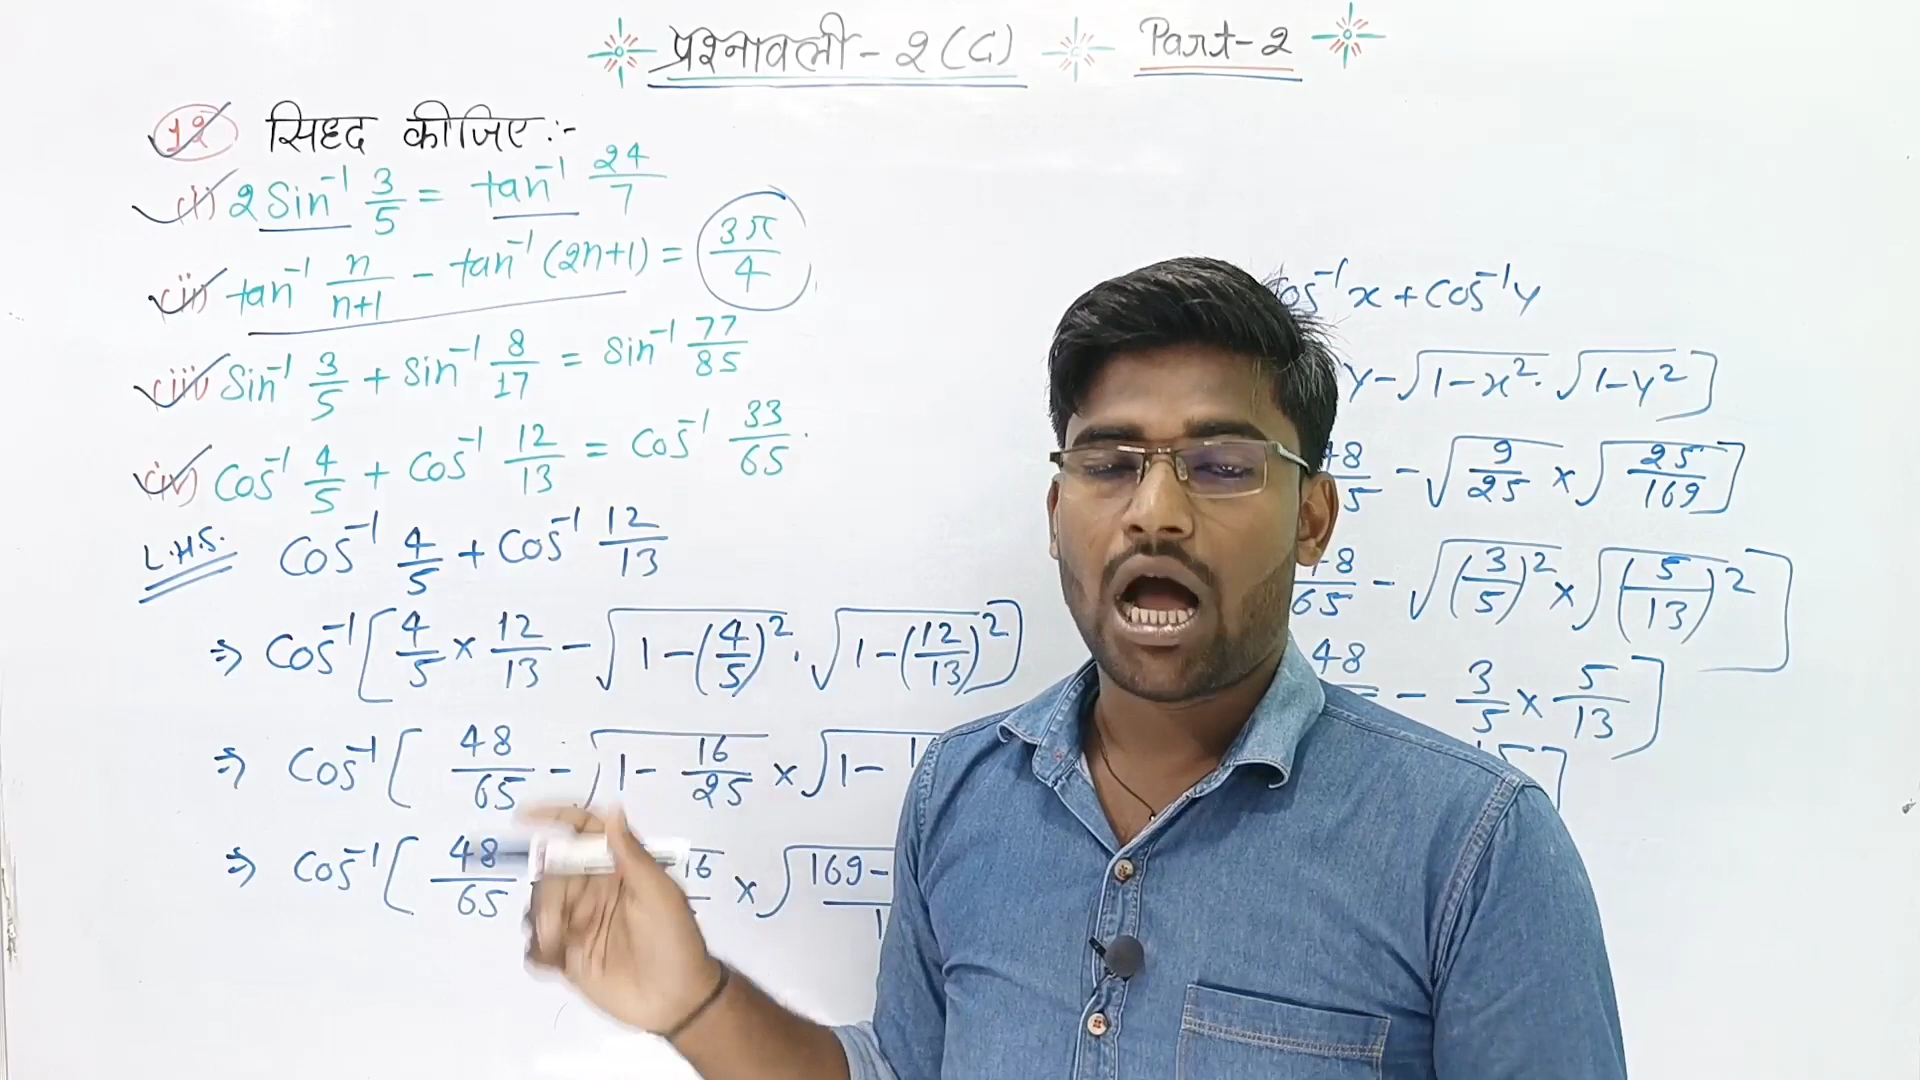 प्रश्नावली - २(C) Part-2
12 सिध्द कीजिए :-
(i) 2 Sin⁻¹ 3/5 = tan⁻¹ 24/7
(ii) tan⁻¹ n/n+1 - tan⁻¹ (2n+1) = 3π/4
(iii) Sin⁻¹ 3/5 + Sin⁻¹ 8/17 = Sin⁻¹ 77/85
(iv) Cos⁻¹ 4/5 + Cos⁻¹ 12/13 = Cos⁻¹ 33/65.
L.H.S. Cos⁻¹ 4/5 + Cos⁻¹ 12/13
⇒ Cos⁻¹ [ 4/5 × 12/13 - √1-(4/5)² . √1-(12/13)² ]
⇒ Cos⁻¹ [ 48/65 - √1- 16/25 × √1-
⇒ Cos⁻¹ [ 48/65 16 × √169-
x + Cos⁻¹y
y - √1-x² . √1-y² ]
- √9/25 × √25/169 ]
65 - √(3/5)² × √(5/13)² ]
48 - 3/5 × 5/13 ]